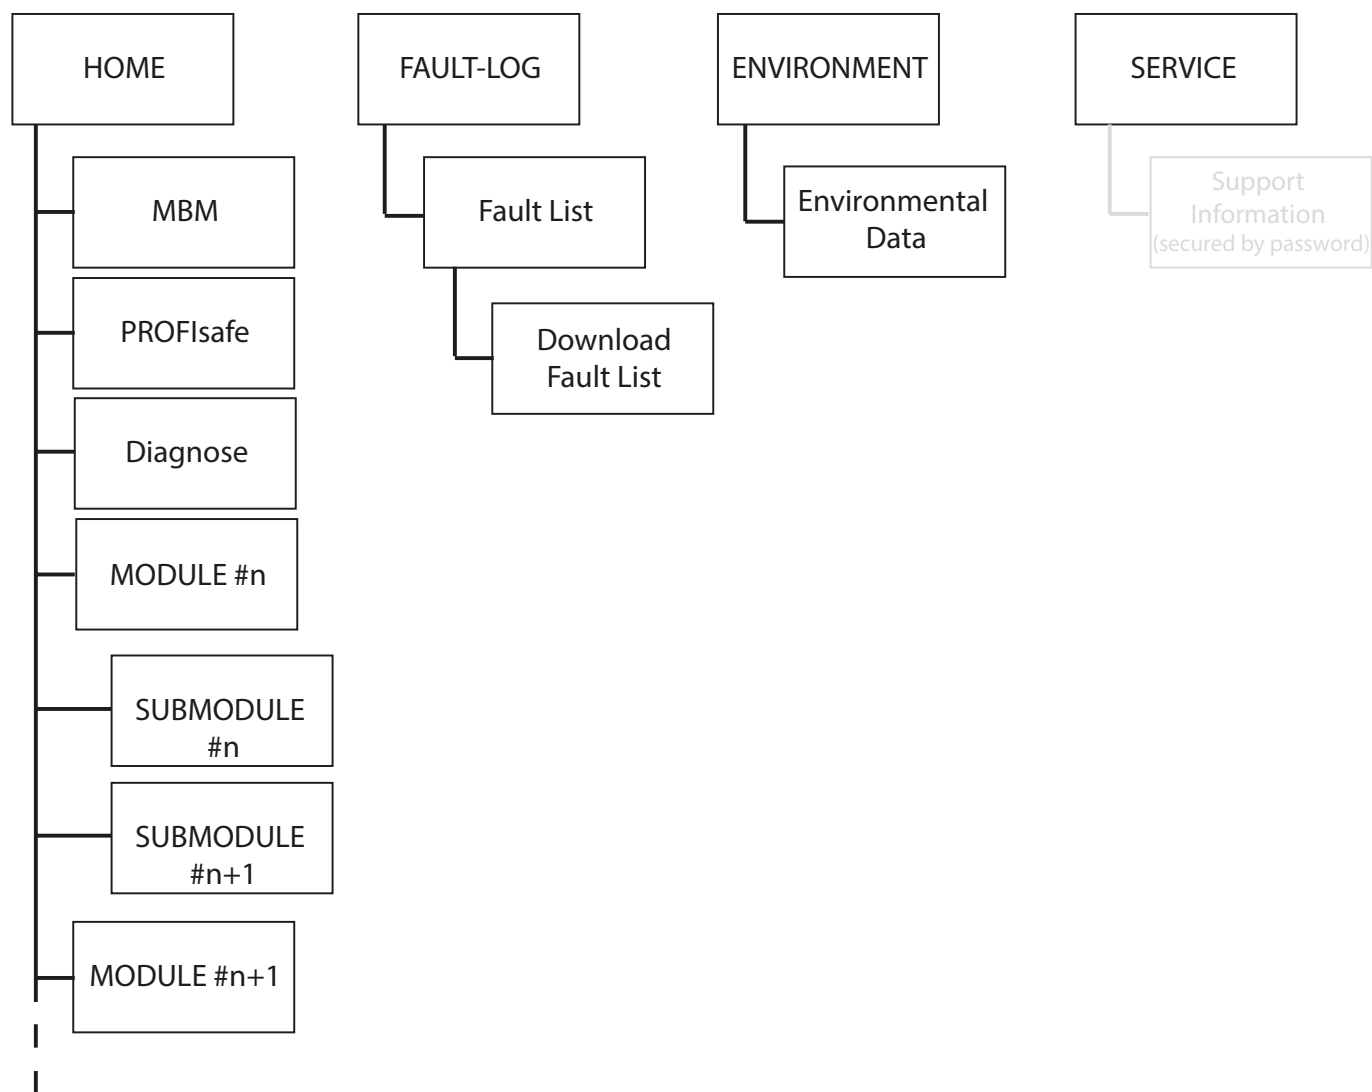 HOME
MBM
PROFIsafe
Diagnose
MODULE #n
SUBMODULE
#n
SUBMODULE
#n+1
MODULE #n+1
FAULT-LOG
Fault List
Download
Fault List
ENVIRONMENT
Environmental
Data
SERVICE
Support
Information
(secured by password)